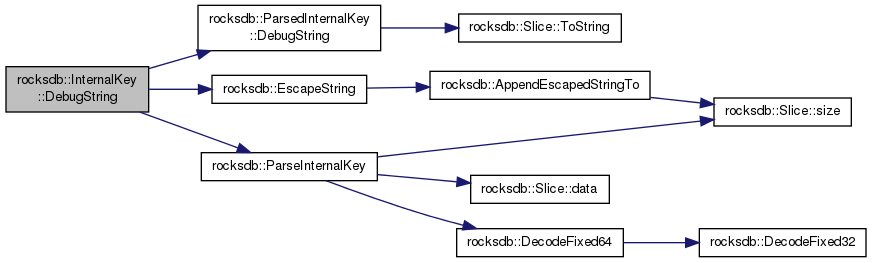 rocksdb::InternalKey
::DebugString
rocksdb::ParsedInternalKey
::DebugString
rocksdb::Slice::ToString
rocksdb::EscapeString
rocksdb::AppendEscapedStringTo
rocksdb::Slice::size
rocksdb::ParseInternalKey
rocksdb::Slice::data
rocksdb::DecodeFixed64
rocksdb::DecodeFixed32